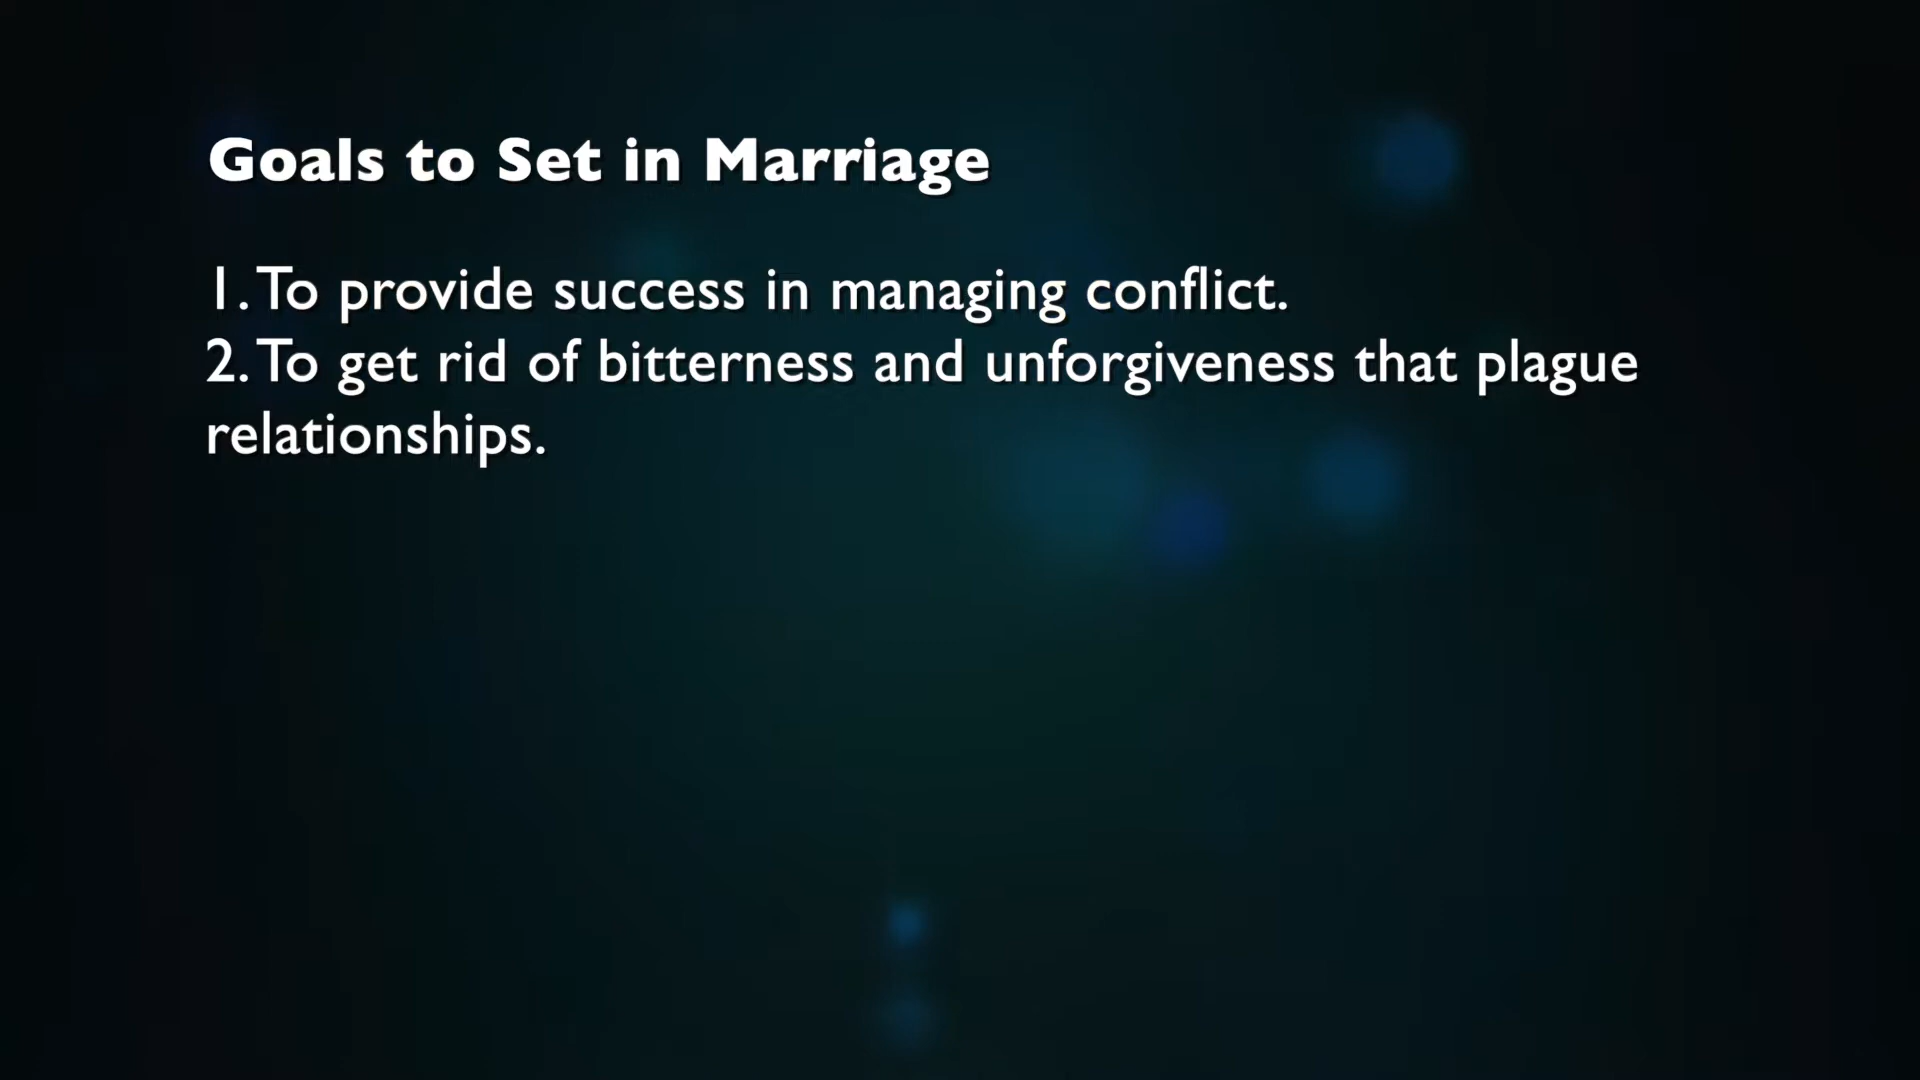 Goals to Set in Marriage
1. To provide success in managing conflict.
2. To get rid of bitterness and unforgiveness that plague
relationships.